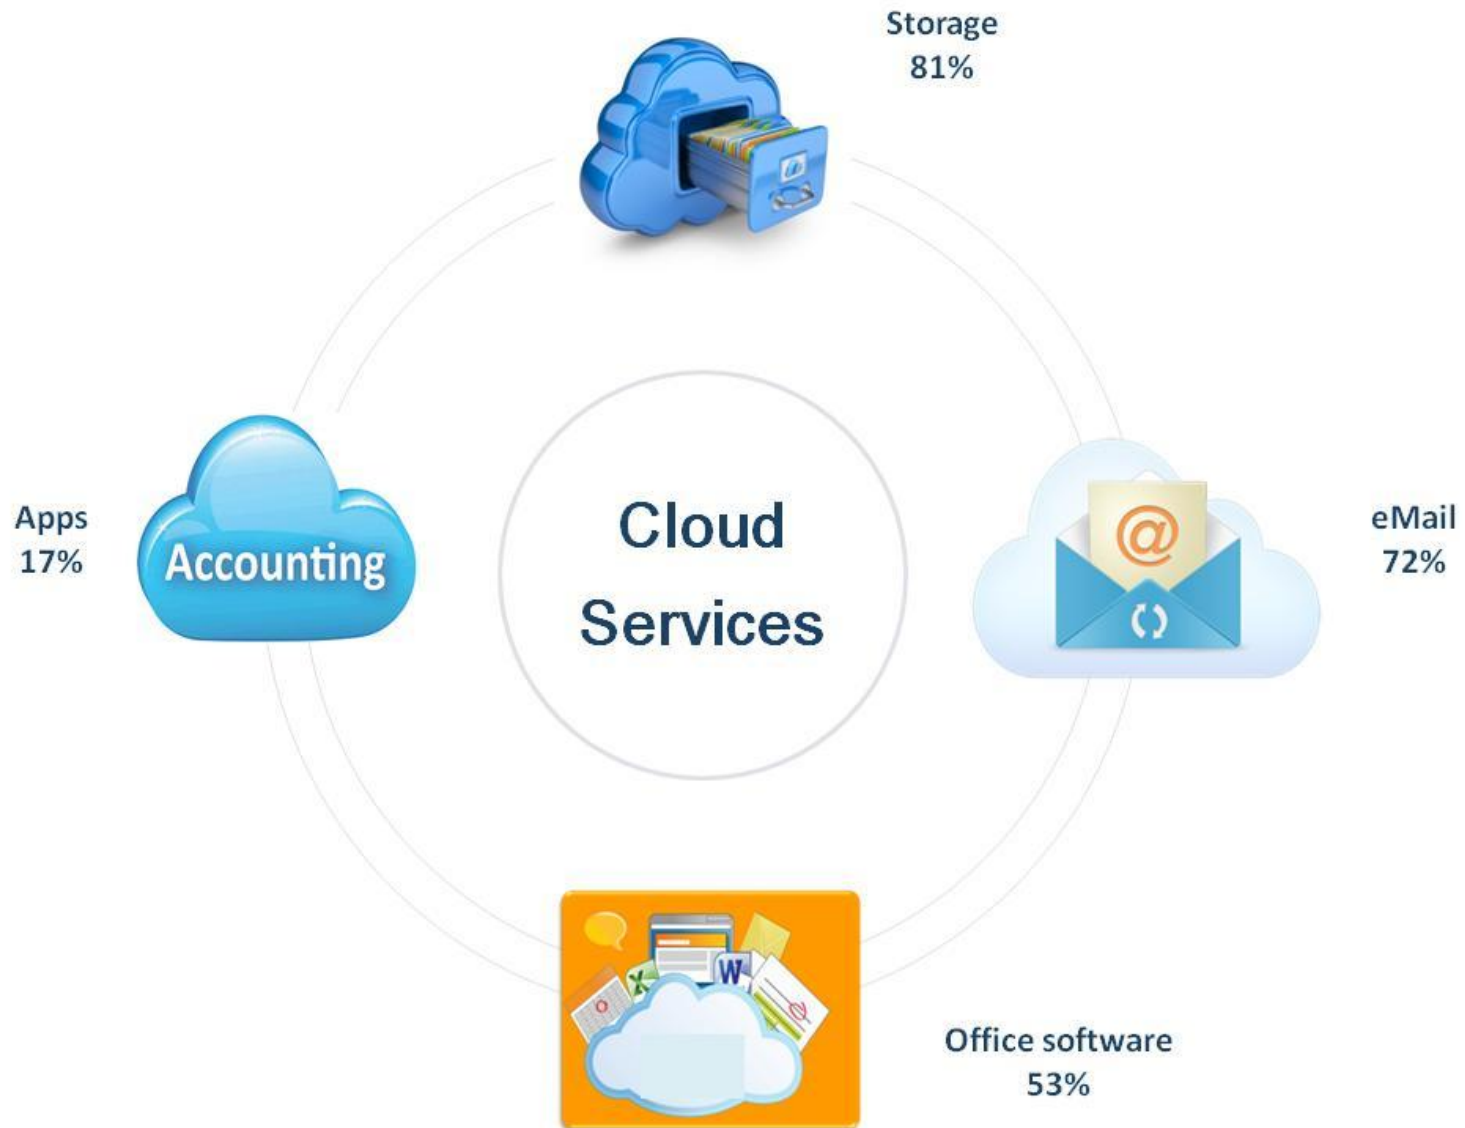 Storage
81%
Apps
17%
Accounting
Cloud
Services
@
eMail
72%
X
W
Office software
53%